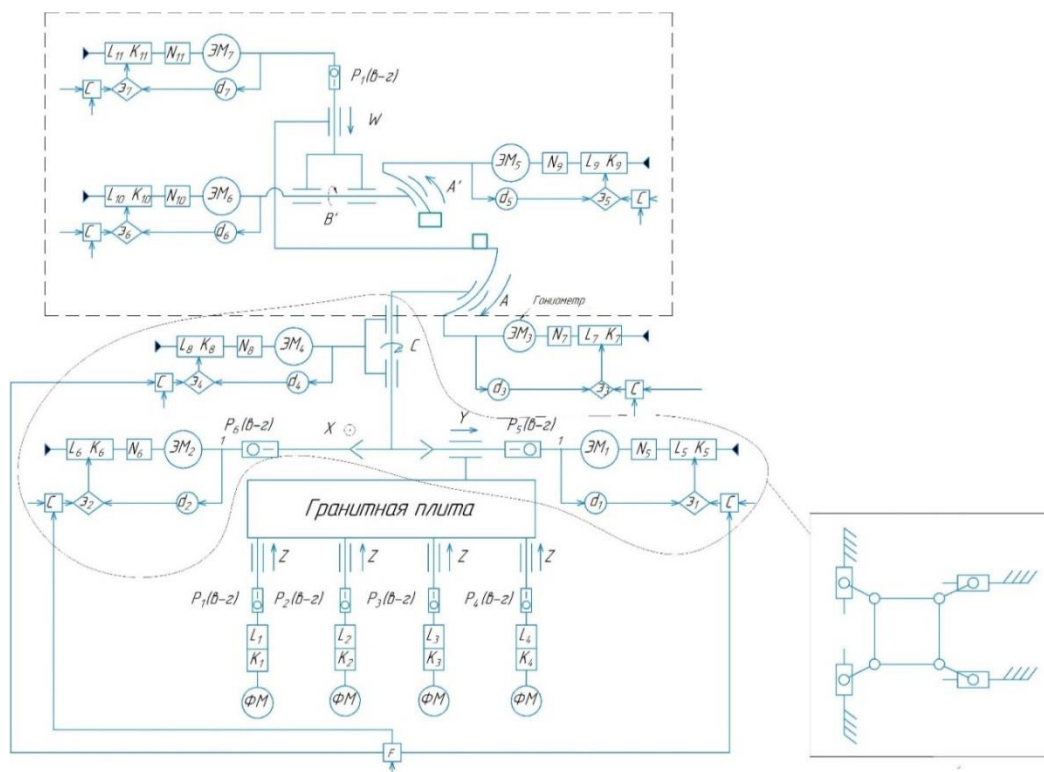 L₁₁ K₁₁ N₁₁ ЭМ₇
P₁(в-г)
C э₇ d₇
W
L₁₀ K₁₀ N₁₀ ЭМ₆
ЭМ₅ N₉ L₉ K₉
A'
B'
d₅ э₅ C
C э₆ d₆
A
Гониометр
L₈ K₈ N₈ ЭМ₄
C
ЭМ₃ N₇ L₇ K₇
C э₄ d₄
d₃ э₃ C
P₆(в-г) X Y P₅(в-г)
L₆ K₆ N₆ ЭМ₂ 1
1 ЭМ₁ N₅ L₅ K₅
C э₂ d₂
d₁ э₁ C
Гранитная плита
Z Z Z Z
P₁(в-г) P₂(в-г) P₃(в-г) P₄(в-г)
L₁ L₂ L₃ L₄
K₁ K₂ K₃ K₄
ФМ ФМ ФМ ФМ
F